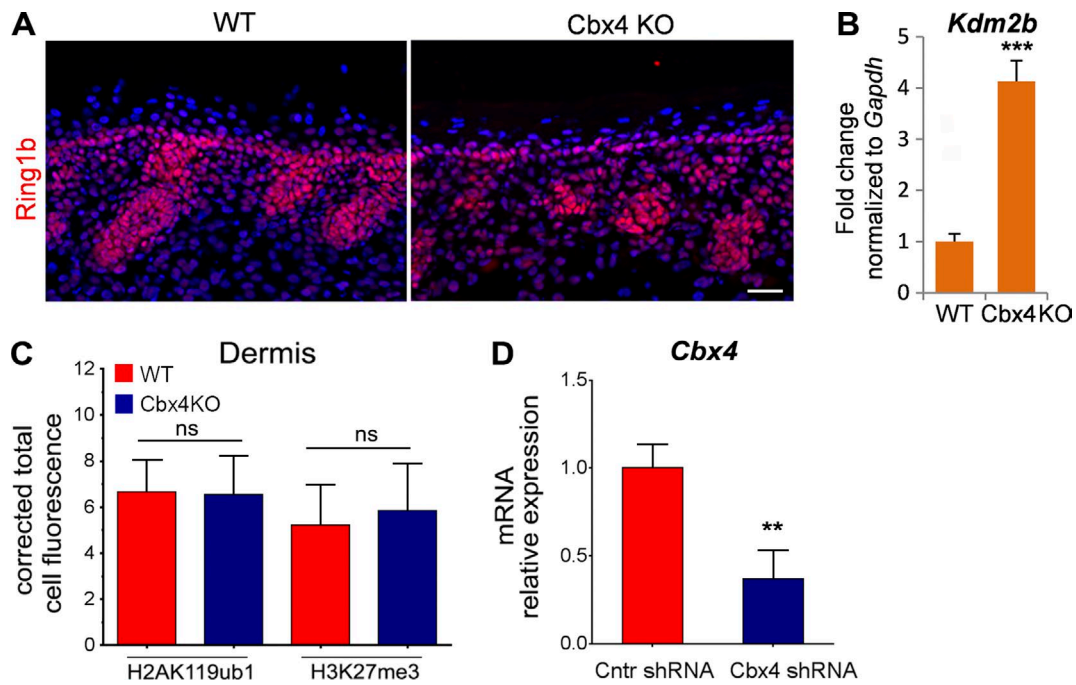 A
WT
Cbx4 KO
Ring1b
B
Kdm2b
***
Fold change
normalized to Gapdh
5
4
3
2
1
0
WT
Cbx4KO
C
Dermis
WT
Cbx4KO
ns
ns
corrected total
cell fluorescence
12
10
8
6
4
2
0
H2AK119ub1
H3K27me3
D
Cbx4
mRNA
relative expression
1.5
1.0
0.5
0.0
**
Cntr shRNA
Cbx4 shRNA